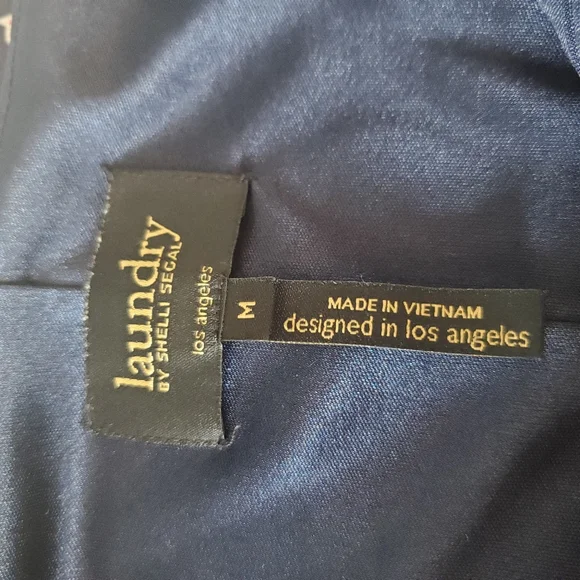 laundry
BY SHELLI SEGAL
los angeles
M
MADE IN VIETNAM
designed in los angeles